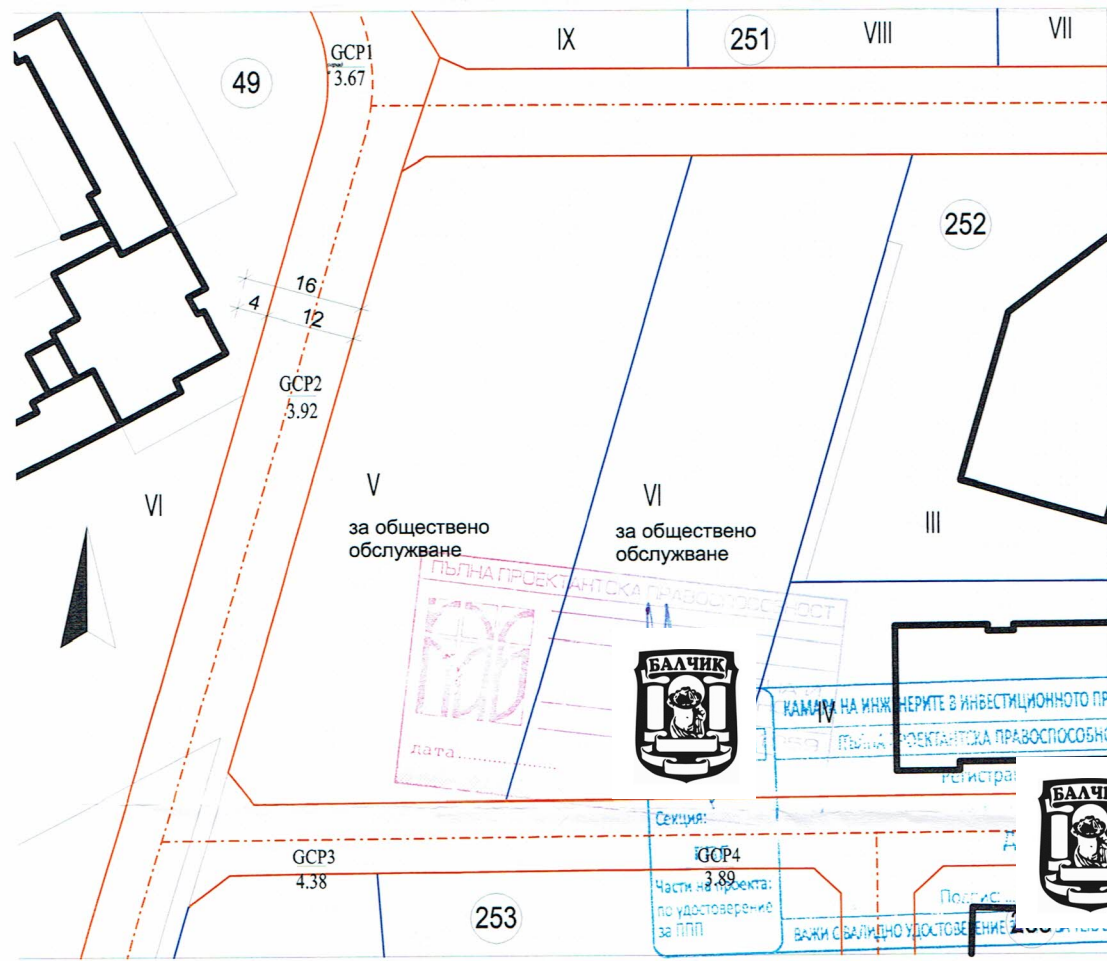 IX
251
VIII
VII
GCP1
3.67
49
252
16
4
12
GCP2
3.92
VI
V
за обществено
обслужване
VI
за обществено
обслужване
III
ПЪЛНА ПРОЕКТАНТСКА ПРАВОСПОСОБНОСТ
дата
БАЛЧИК
КАМАРА НА ИНЖЕНЕРИТЕ В ИНВЕСТИЦИОННОТО ПР
IV
ПЪЛНА ПРОЕКТАНТСКА ПРАВОСПОСОБНО
Регистра
БАЛЧИ
Секция:
GCP3
4.38
GCP4
3.89
Части на проекта:
по удостоверение
за ППП
Подпис:
253
ВАЖИ С ВАЛИДНО УДОСТОВЕРЕНИЕ